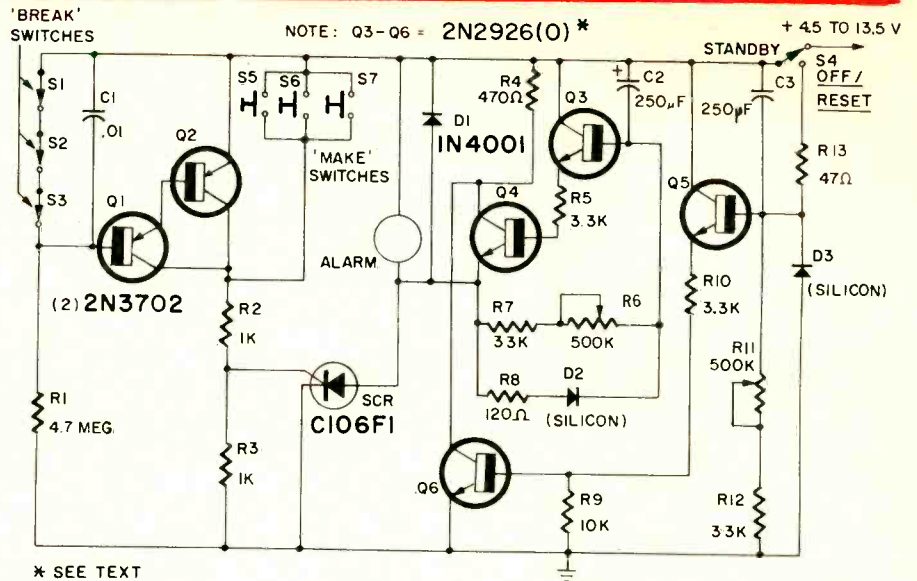 'BREAK'
SWITCHES
NOTE: Q3-Q6 = 2N2926(O)*
+ 4.5 TO 13.5 V
STANDBY
S4
OFF/
RESET
S1
S2
S3
C1
.01
Q2
Q1
(2) 2N3702
S5
S6
S7
'MAKE'
SWITCHES
D1
1N4001
R4
470Ω
Q3
+
C2
250µF
C3
250µF
R13
47Ω
Q4
R5
3.3K
Q5
ALARM
R10
3.3K
D3
(SILICON)
R2
1K
R7
33K
R6
500K
R11
500K
R8
120Ω
D2
(SILICON)
SCR
C106F1
R1
4.7 MEG.
R3
1K
Q6
R9
10K
R12
3.3K
* SEE TEXT